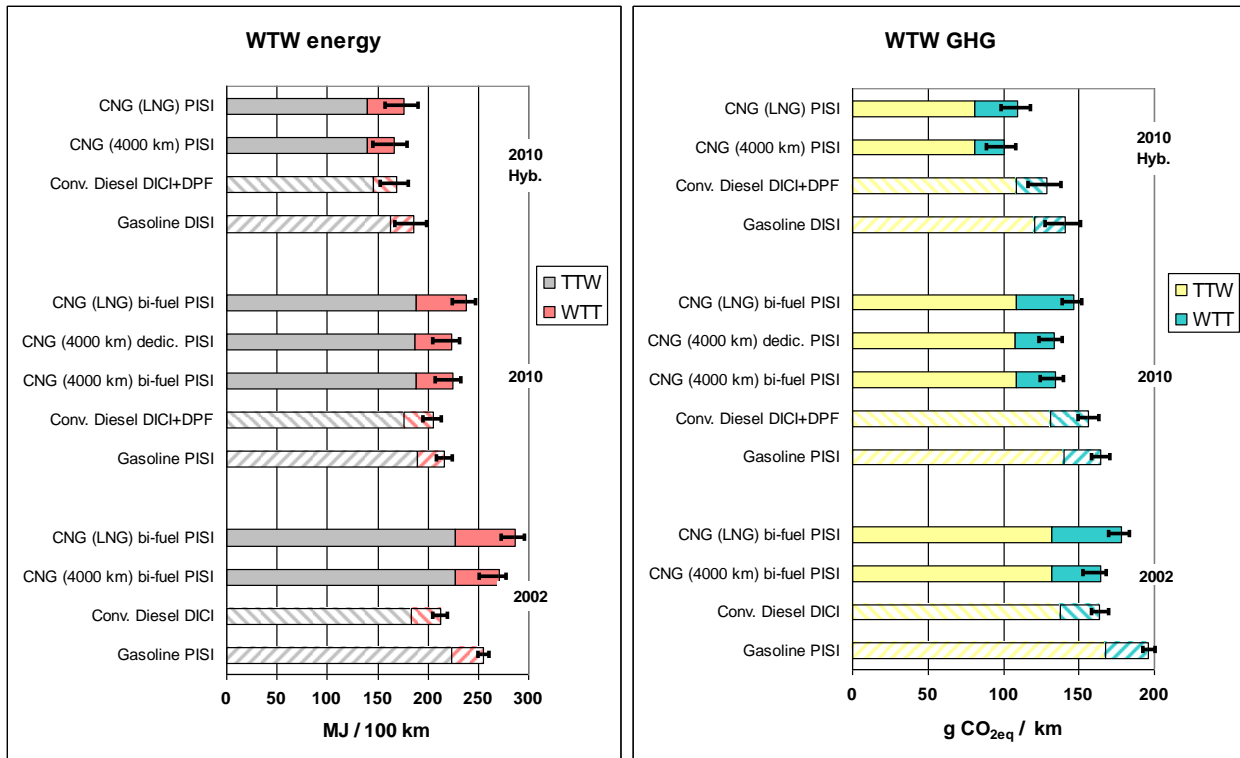 WTW energy
CNG (LNG) PISI
CNG (4000 km) PISI
Conv. Diesel DICI+DPF
Gasoline DISI
2010
Hyb.
CNG (LNG) bi-fuel PISI
CNG (4000 km) dedic. PISI
CNG (4000 km) bi-fuel PISI
Conv. Diesel DICI+DPF
Gasoline PISI
2010
CNG (LNG) bi-fuel PISI
CNG (4000 km) bi-fuel PISI
Conv. Diesel DICI
Gasoline PISI
2002
TTW
WTT
0 50 100 150 200 250 300
MJ / 100 km
WTW GHG
CNG (LNG) PISI
CNG (4000 km) PISI
Conv. Diesel DICI+DPF
Gasoline DISI
2010
Hyb.
CNG (LNG) bi-fuel PISI
CNG (4000 km) dedic. PISI
CNG (4000 km) bi-fuel PISI
Conv. Diesel DICI+DPF
Gasoline PISI
2010
CNG (LNG) bi-fuel PISI
CNG (4000 km) bi-fuel PISI
Conv. Diesel DICI
Gasoline PISI
2002
TTW
WTT
0 50 100 150 200
g CO2eq / km